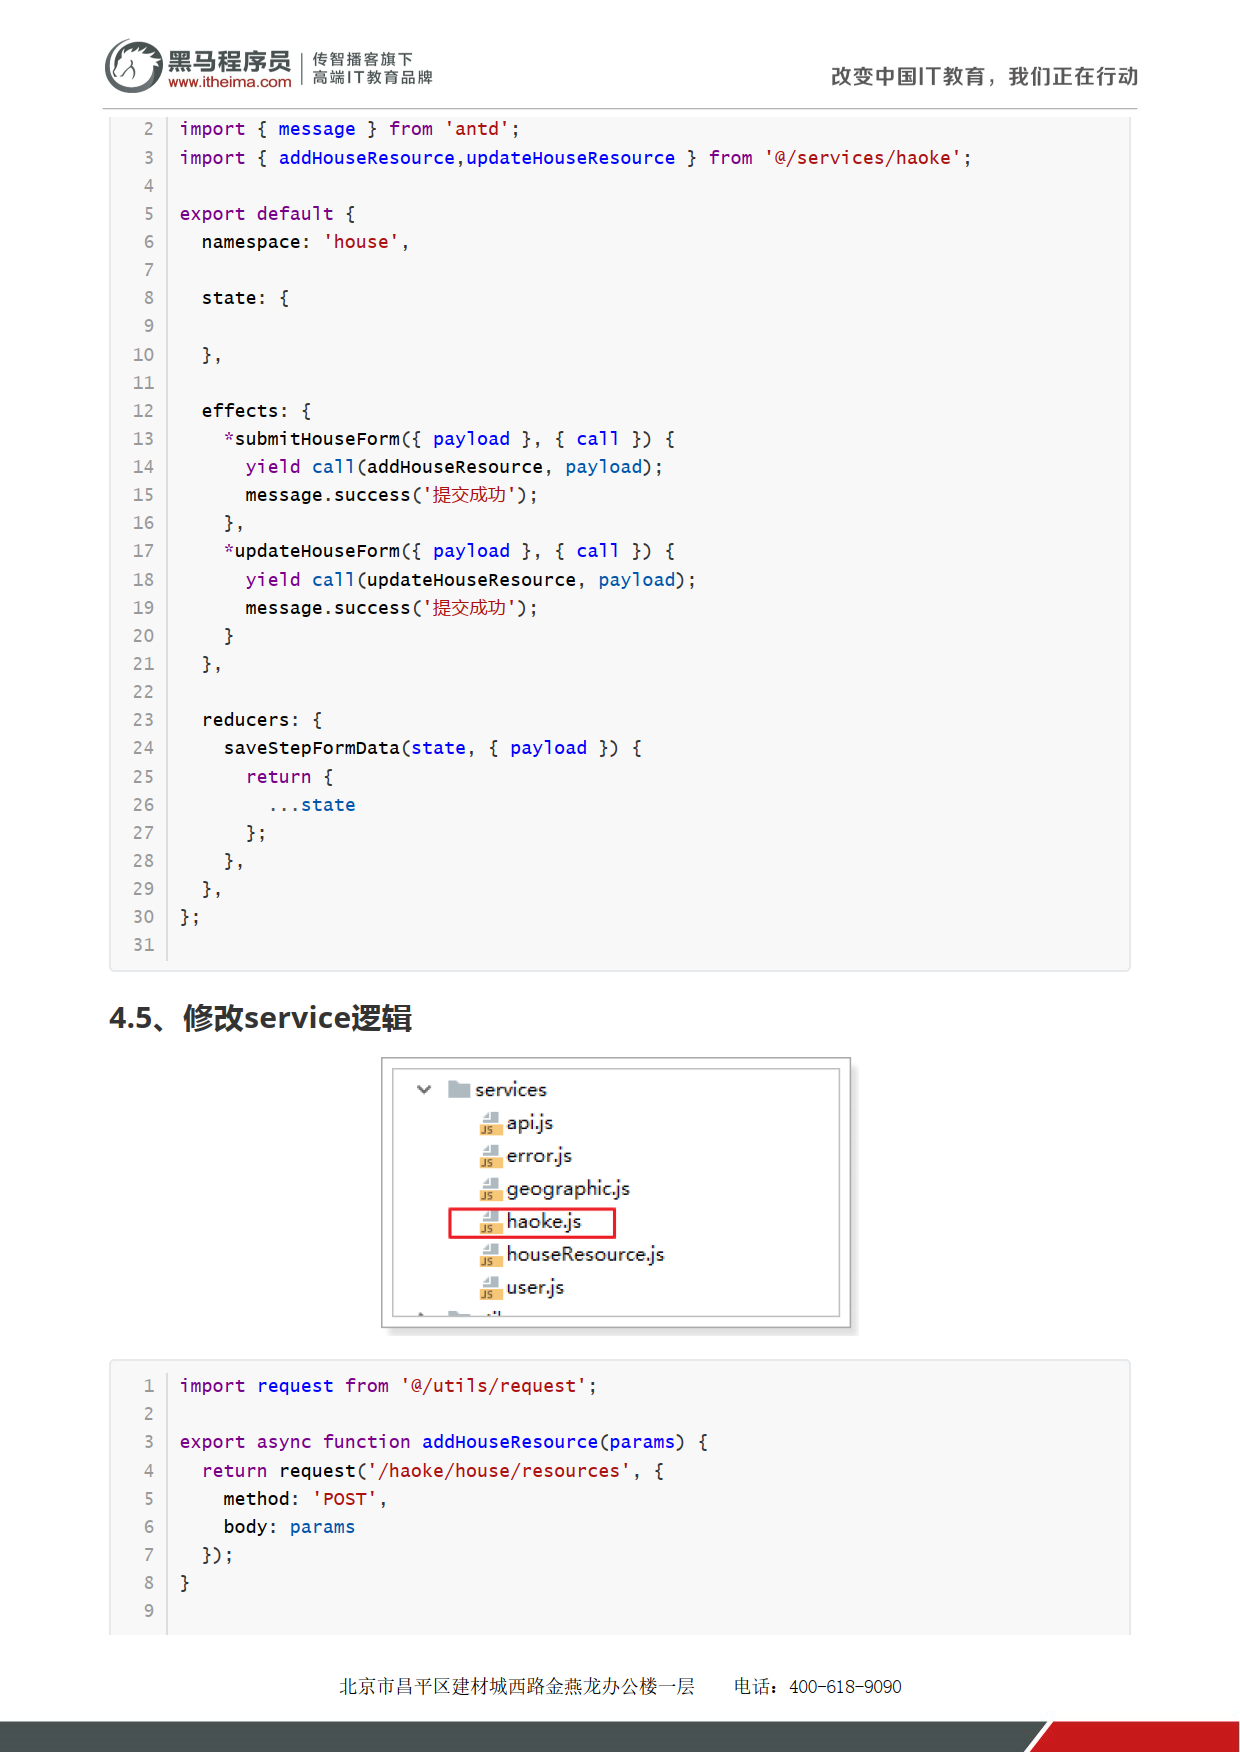 黑马程序员
www.itheima.com
传智播客旗下
高端IT教育品牌
改变中国IT教育，我们正在行动
2 import { message } from 'antd';
3 import { addHouseResource,updateHouseResource } from '@/services/haoke';
4
5 export default {
6   namespace: 'house',
7
8   state: {
9
10   },
11
12   effects: {
13     *submitHouseForm({ payload }, { call }) {
14       yield call(addHouseResource, payload);
15       message.success('提交成功');
16     },
17     *updateHouseForm({ payload }, { call }) {
18       yield call(updateHouseResource, payload);
19       message.success('提交成功');
20     }
21   },
22
23   reducers: {
24     saveStepFormData(state, { payload }) {
25       return {
26         ...state
27       };
28     },
29   },
30 };
31
4.5、修改service逻辑
services
JS api.js
JS error.js
JS geographic.js
JS haoke.js
JS houseResource.js
JS user.js
1 import request from '@/utils/request';
2
3 export async function addHouseResource(params) {
4   return request('/haoke/house/resources', {
5     method: 'POST',
6     body: params
7   });
8 }
9
北京市昌平区建材城西路金燕龙办公楼一层 电话：400-618-9090